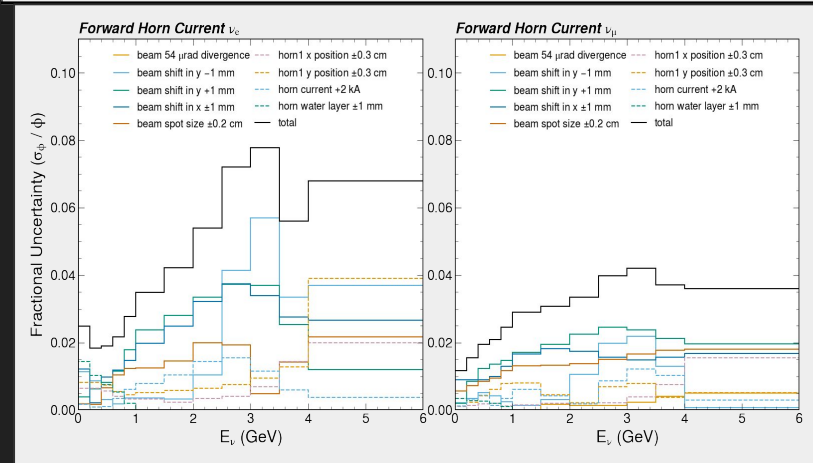 Forward Horn Current νe
Fractional Uncertainty (σϕ / ϕ)
0.10
0.08
0.06
0.04
0.02
0.00
beam 54 μrad divergence
beam shift in y −1 mm
beam shift in y +1 mm
beam shift in x ±1 mm
beam spot size ±0.2 cm
horn1 x position ±0.3 cm
horn1 y position ±0.3 cm
horn current +2 kA
horn water layer ±1 mm
total
0 1 2 3 4 5 6
Eν (GeV)
Forward Horn Current νμ
0.10
0.08
0.06
0.04
0.02
0.00
beam 54 μrad divergence
beam shift in y −1 mm
beam shift in y +1 mm
beam shift in x ±1 mm
beam spot size ±0.2 cm
horn1 x position ±0.3 cm
horn1 y position ±0.3 cm
horn current +2 kA
horn water layer ±1 mm
total
0 1 2 3 4 5 6
Eν (GeV)